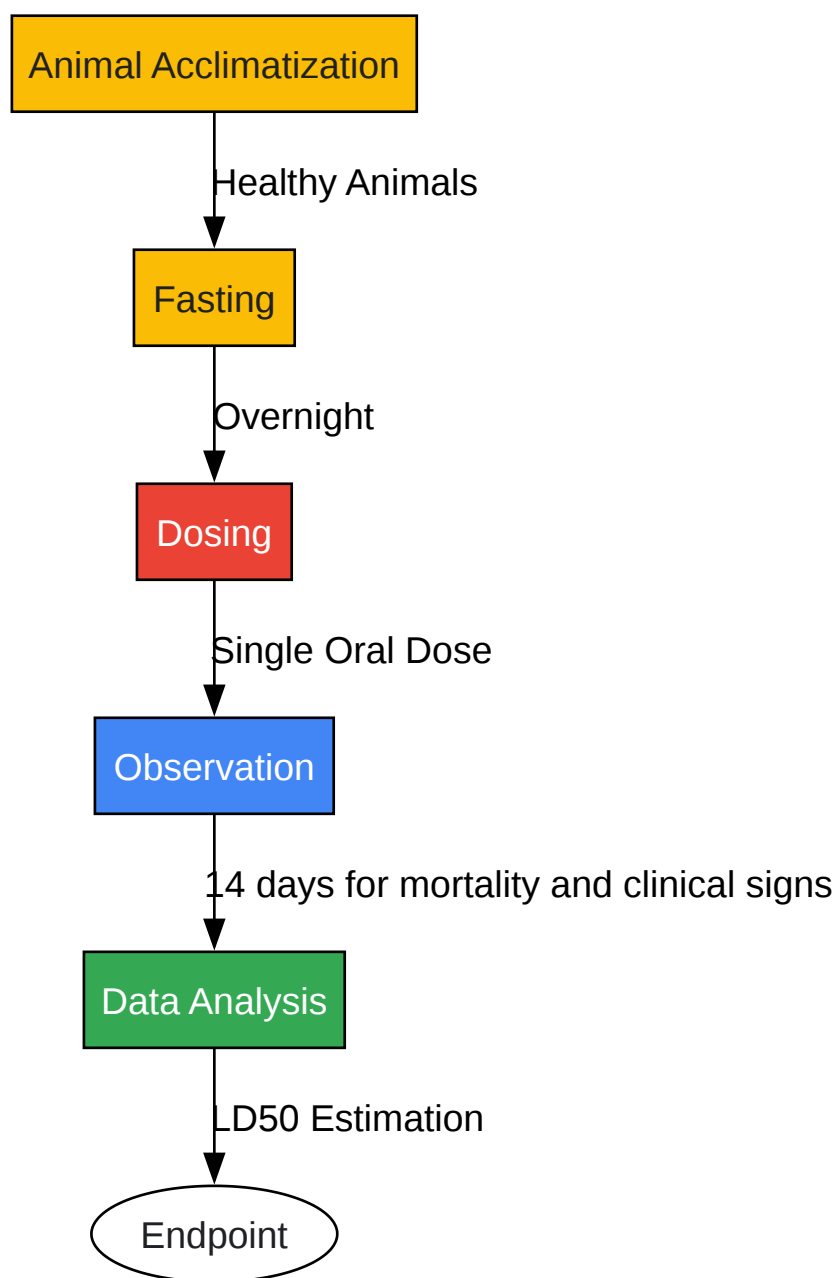 Animal Acclimatization
Healthy Animals
Fasting
Overnight
Dosing
Single Oral Dose
Observation
14 days for mortality and clinical signs
Data Analysis
LD50 Estimation
Endpoint